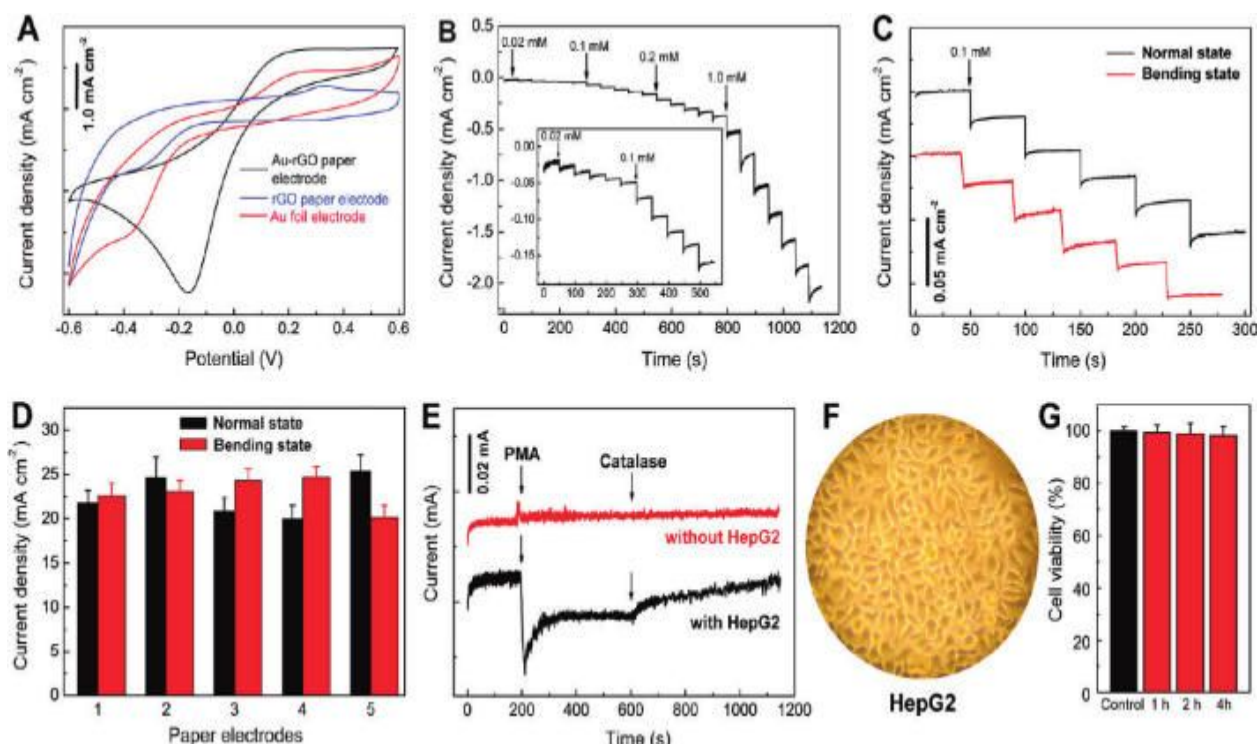 A
Current density (mA cm-2)
1.0 mA cm-2
Au-rGO paper
electrode
rGO paper electode
Au foil electrode
-0.6 -0.4 -0.2 0.0 0.2 0.4 0.6
Potential (V)
B
Current density (mA cm-2)
0.5
0.0
-0.5
-1.0
-1.5
-2.0
0.02 mM
0.1 mM
0.2 mM
1.0 mM
0.02 mM
0.1 mM
0.00
-0.05
-0.10
-0.15
0 100 200 300 400 500
0 200 400 600 800 1000 1200
Time (s)
C
Current density (mA cm-2)
0.1 mM
Normal state
Bending state
0.05 mA cm-2
0 50 100 150 200 250 300
Time (s)
D
Current density (mA cm-2)
30
25
20
15
10
5
0
Normal state
Bending state
1 2 3 4 5
Paper electrodes
E
Current (mA)
0.02 mA
PMA
Catalase
without HepG2
with HepG2
0 200 400 600 800 1000 1200
Time (s)
F
HepG2
G
Cell viability (%)
100
80
60
40
20
0
Control 1 h 2 h 4h